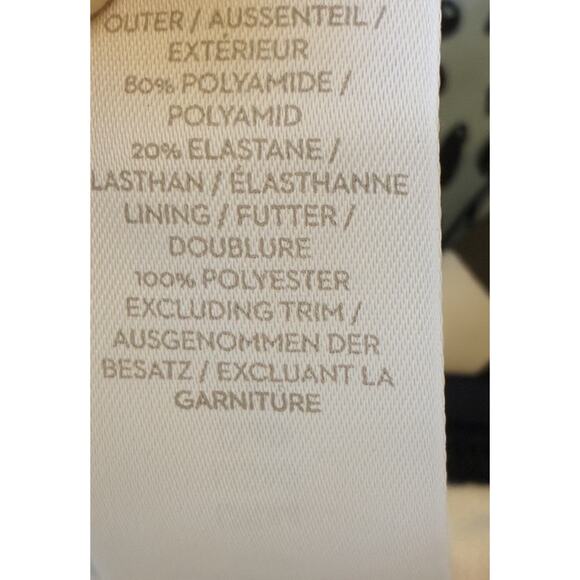 OUTER / AUSSENTEIL /
EXTÉRIEUR
80% POLYAMIDE /
POLYAMID
20% ELASTANE /
LASTHAN / ÉLASTHANNE
LINING / FUTTER /
DOUBLURE
100% POLYESTER
EXCLUDING TRIM /
AUSGENOMMEN DER
BESATZ / EXCLUANT LA
GARNITURE